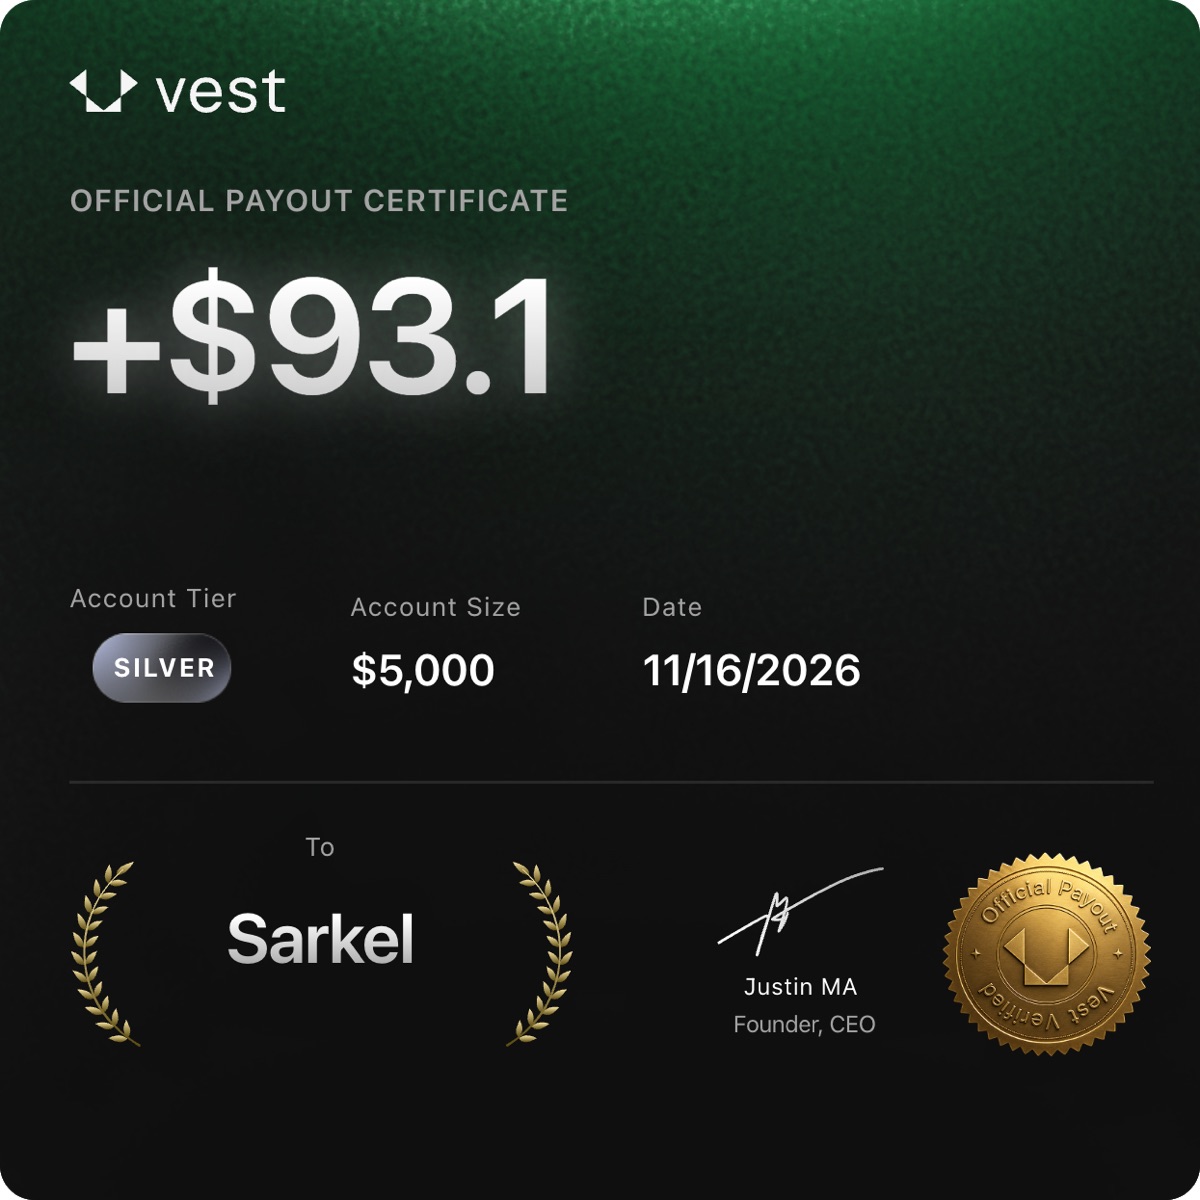 vest
OFFICIAL PAYOUT CERTIFICATE
+$93.1
Account Tier
SILVER
Account Size
$5,000
Date
11/16/2026
To
Sarkel
Justin MA
Founder, CEO
Official Payout
Vest Verified